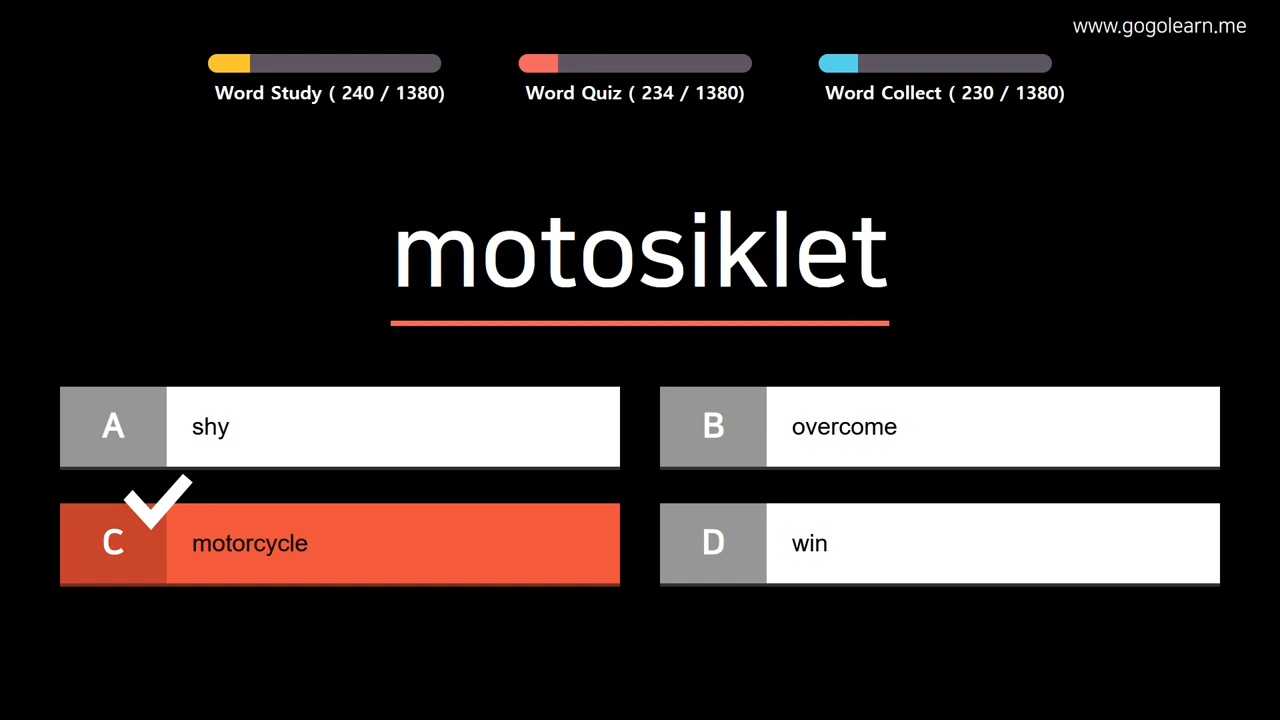 www.gogolearn.me
Word Study ( 240 / 1380)
Word Quiz ( 234 / 1380)
Word Collect ( 230 / 1380)
motosiklet
A shy
B overcome
C motorcycle
D win